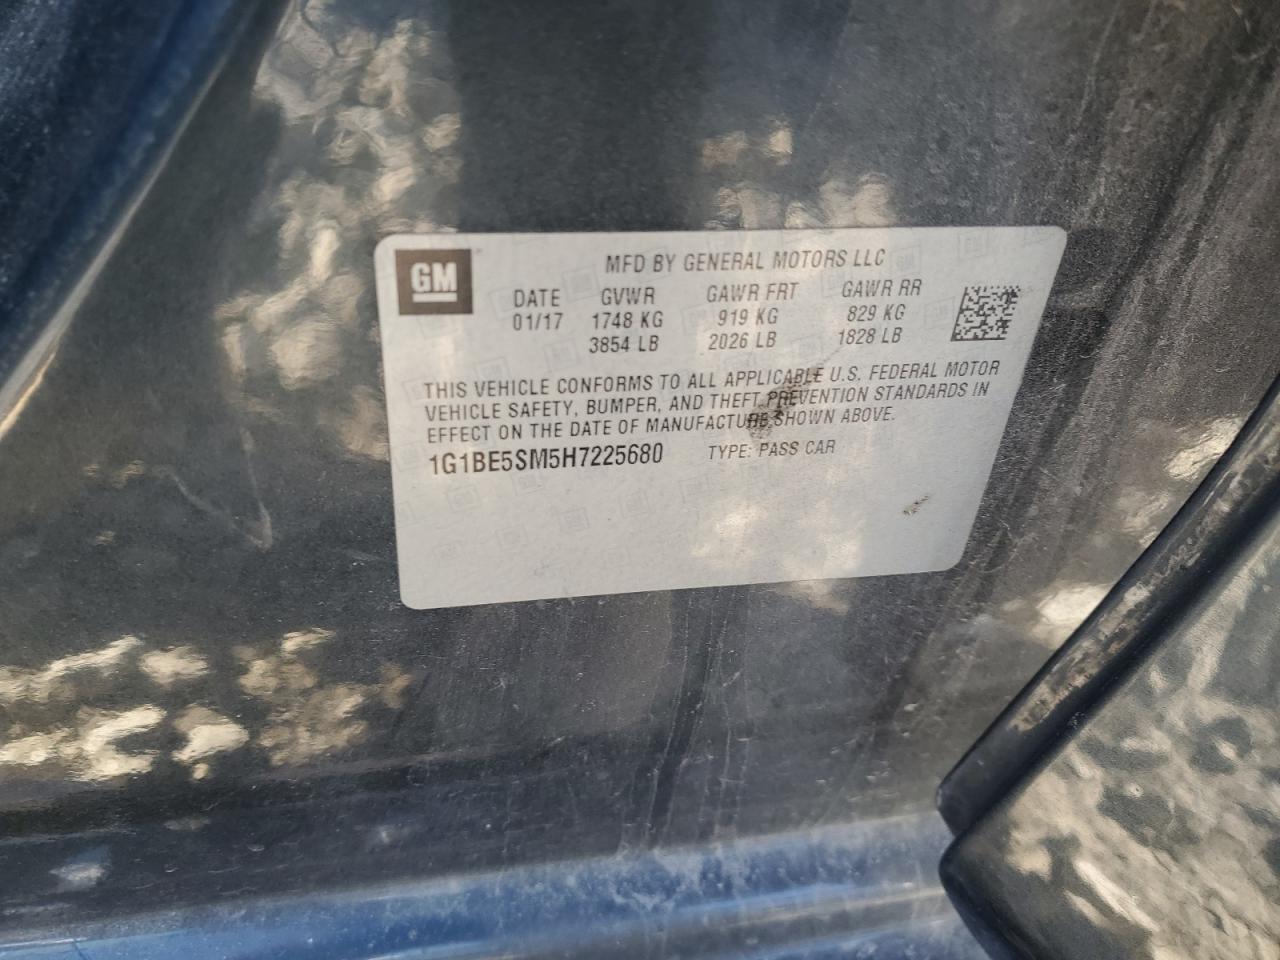 GM
MFD BY GENERAL MOTORS LLC
DATE GVWR GAWR FRT GAWR RR
01/17 1748 KG 919 KG 829 KG
3854 LB 2026 LB 1828 LB
THIS VEHICLE CONFORMS TO ALL APPLICABLE U.S. FEDERAL MOTOR
VEHICLE SAFETY, BUMPER, AND THEFT PREVENTION STANDARDS IN
EFFECT ON THE DATE OF MANUFACTURE SHOWN ABOVE.
1G1BE5SM5H7225680 TYPE: PASS CAR